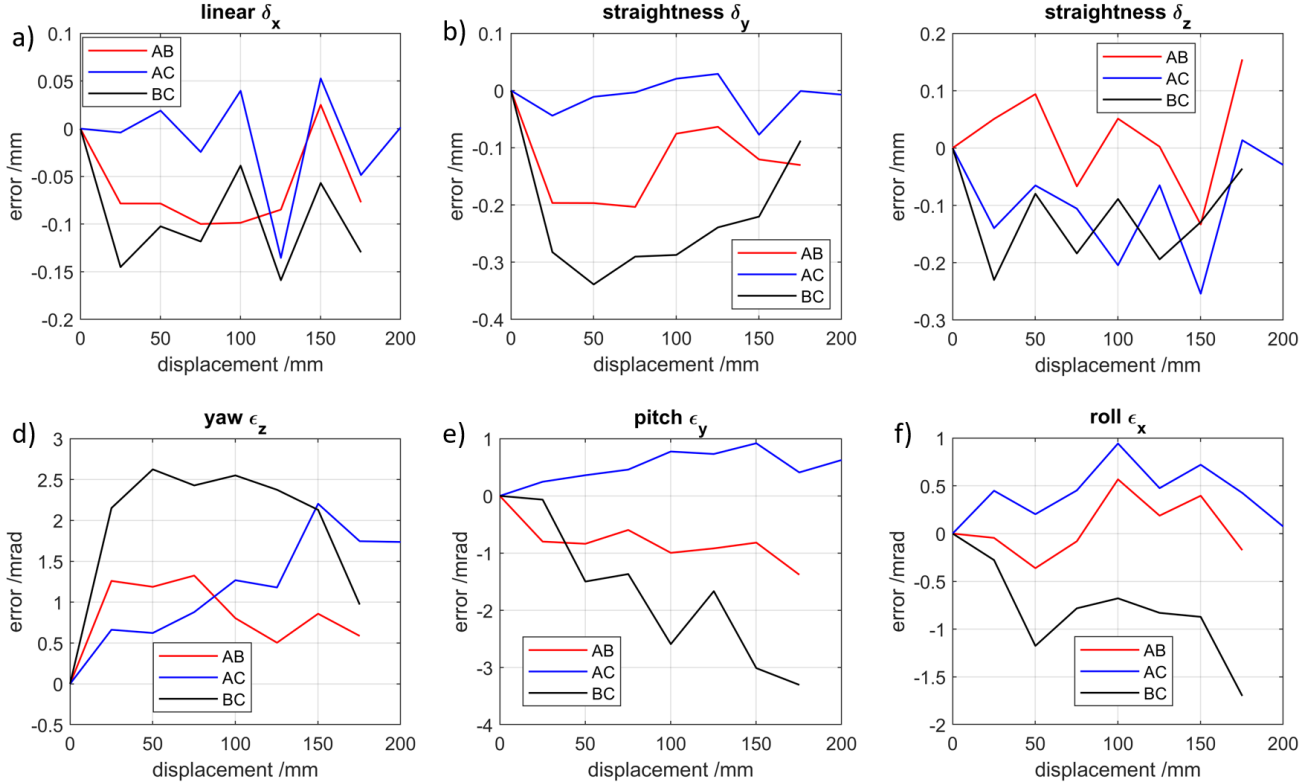 a)
linear δx
error /mm
0.1
0.05
0
-0.05
-0.1
-0.15
-0.2
AB
AC
BC
0 50 100 150 200
displacement /mm
b)
straightness δy
error /mm
0.1
0
-0.1
-0.2
-0.3
-0.4
AB
AC
BC
0 50 100 150 200
displacement /mm
straightness δz
error /mm
0.2
0.1
0
-0.1
-0.2
-0.3
AB
AC
BC
0 50 100 150 200
displacement /mm
d)
yaw ϵz
error /mrad
3
2.5
2
1.5
1
0.5
0
-0.5
AB
AC
BC
0 50 100 150 200
displacement /mm
e)
pitch ϵy
error /mrad
1
0
-1
-2
-3
-4
AB
AC
BC
0 50 100 150 200
displacement /mm
f)
roll ϵx
error /mrad
1
0.5
0
-0.5
-1
-1.5
-2
AB
AC
BC
0 50 100 150 200
displacement /mm